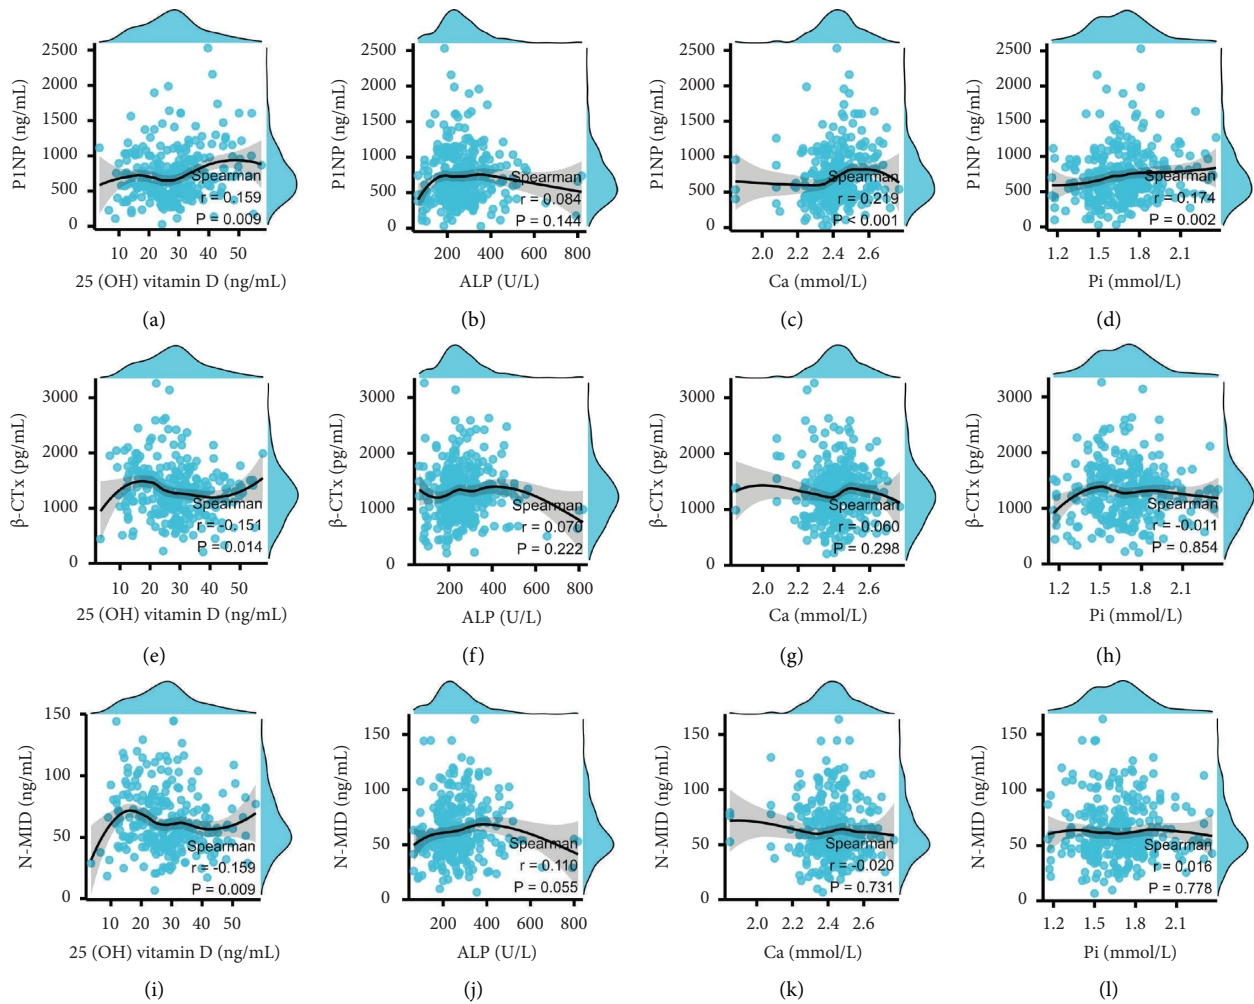 2500
2000
1500
1000
500
0
P1NP (ng/mL)
Spearman
r = 0.159
P = 0.009
10 20 30 40 50
25 (OH) vitamin D (ng/mL)
(a)
2500
2000
1500
1000
500
0
P1NP (ng/mL)
Spearman
r = 0.084
P = 0.144
200 400 600 800
ALP (U/L)
(b)
2500
2000
1500
1000
500
0
P1NP (ng/mL)
Spearman
r = 0.219
P < 0.001
2.0 2.2 2.4 2.6
Ca (mmol/L)
(c)
2500
2000
1500
1000
500
0
P1NP (ng/mL)
Spearman
r = 0.174
P = 0.002
1.2 1.5 1.8 2.1
Pi (mmol/L)
(d)
3000
2000
1000
0
β-CTx (pg/mL)
Spearman
r = -0.151
P = 0.014
10 20 30 40 50
25 (OH) vitamin D (ng/mL)
(e)
3000
2000
1000
0
β-CTx (pg/mL)
Spearman
r = 0.070
P = 0.222
200 400 600 800
ALP (U/L)
(f)
3000
2000
1000
0
β-CTx (pg/mL)
Spearman
r = 0.060
P = 0.298
2.0 2.2 2.4 2.6
Ca (mmol/L)
(g)
3000
2000
1000
0
β-CTx (pg/mL)
Spearman
r = -0.011
P = 0.854
1.2 1.5 1.8 2.1
Pi (mmol/L)
(h)
150
100
50
0
N-MID (ng/mL)
Spearman
r = -0.159
P = 0.009
10 20 30 40 50
25 (OH) vitamin D (ng/mL)
(i)
150
100
50
0
N-MID (ng/mL)
Spearman
r = 0.110
P = 0.055
200 400 600 800
ALP (U/L)
(j)
150
100
50
0
N-MID (ng/mL)
Spearman
r = -0.020
P = 0.731
2.0 2.2 2.4 2.6
Ca (mmol/L)
(k)
150
100
50
0
N-MID (ng/mL)
Spearman
r = 0.016
P = 0.778
1.2 1.5 1.8 2.1
Pi (mmol/L)
(l)